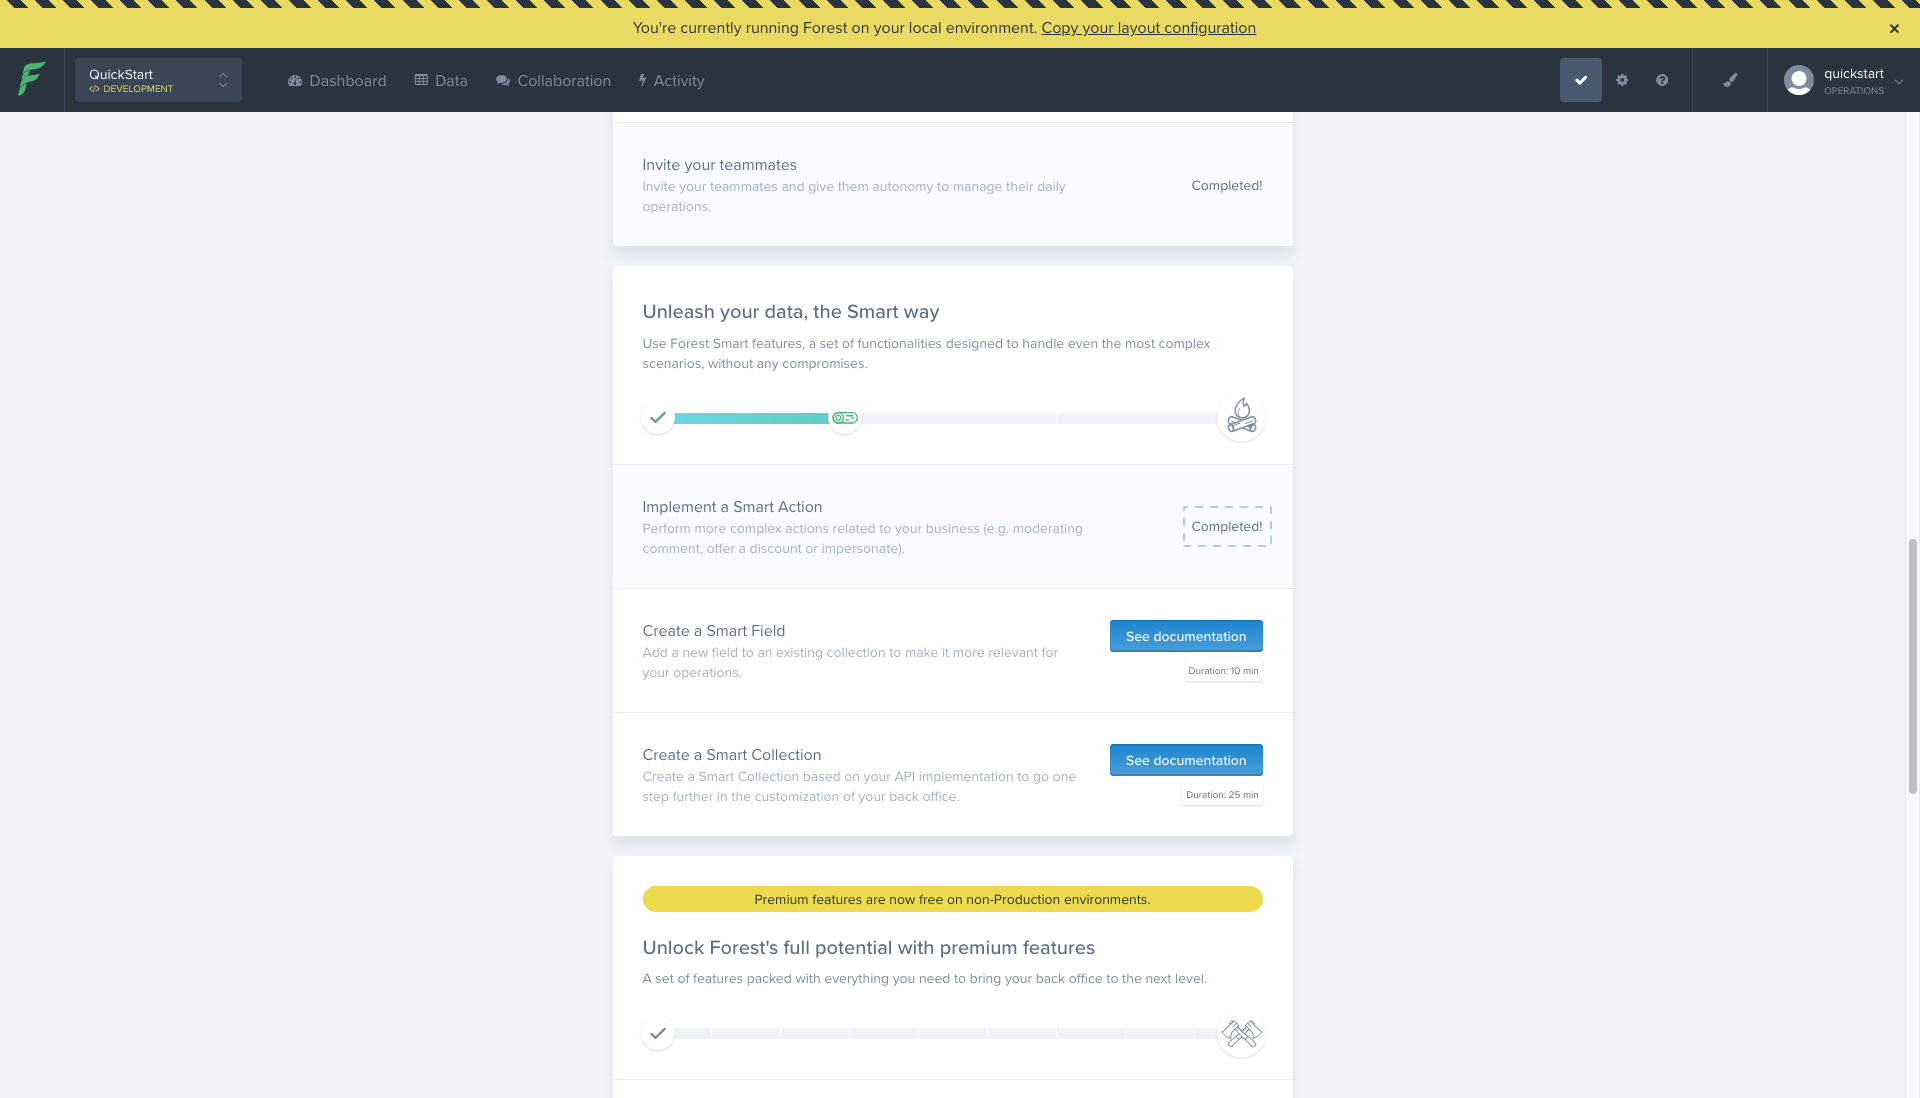 You're currently running Forest on your local environment. Copy your layout configuration
QuickStart
</> DEVELOPMENT
Dashboard
Data
Collaboration
Activity
quickstart
OPERATIONS
Invite your teammates
Invite your teammates and give them autonomy to manage their daily
operations.
Completed!
Unleash your data, the Smart way
Use Forest Smart features, a set of functionalities designed to handle even the most complex
scenarios, without any compromises.
Implement a Smart Action
Perform more complex actions related to your business (e.g. moderating
comment, offer a discount or impersonate).
Completed!
Create a Smart Field
Add a new field to an existing collection to make it more relevant for
your operations.
See documentation
Duration: 10 min
Create a Smart Collection
Create a Smart Collection based on your API implementation to go one
step further in the customization of your back office.
See documentation
Duration: 25 min
Premium features are now free on non-Production environments.
Unlock Forest's full potential with premium features
A set of features packed with everything you need to bring your back office to the next level.